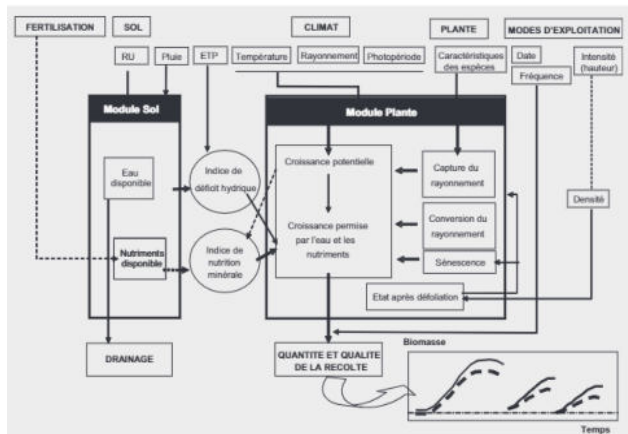 FERTILISATION
SOL
CLIMAT
PLANTE
MODES D'EXPLOITATION
RU
Pluie
ETP
Température
Rayonnement
Photopériode
Caractéristiques
des espèces
Date
Fréquence
Intensité
(hauteur)
Module Sol
Module Plante
Eau
disponible
Indice de
déficit hydrique
Croissance potentielle
Capture du
rayonnement
Densité
Nutriments
disponible
Indice de
nutrition
minérale
Croissance permise
par l'eau et les
nutriments
Conversion du
rayonnement
Sénescence
Etat après défoliation
DRAINAGE
QUANTITE ET QUALITE
DE LA RECOLTE
Biomasse
Temps